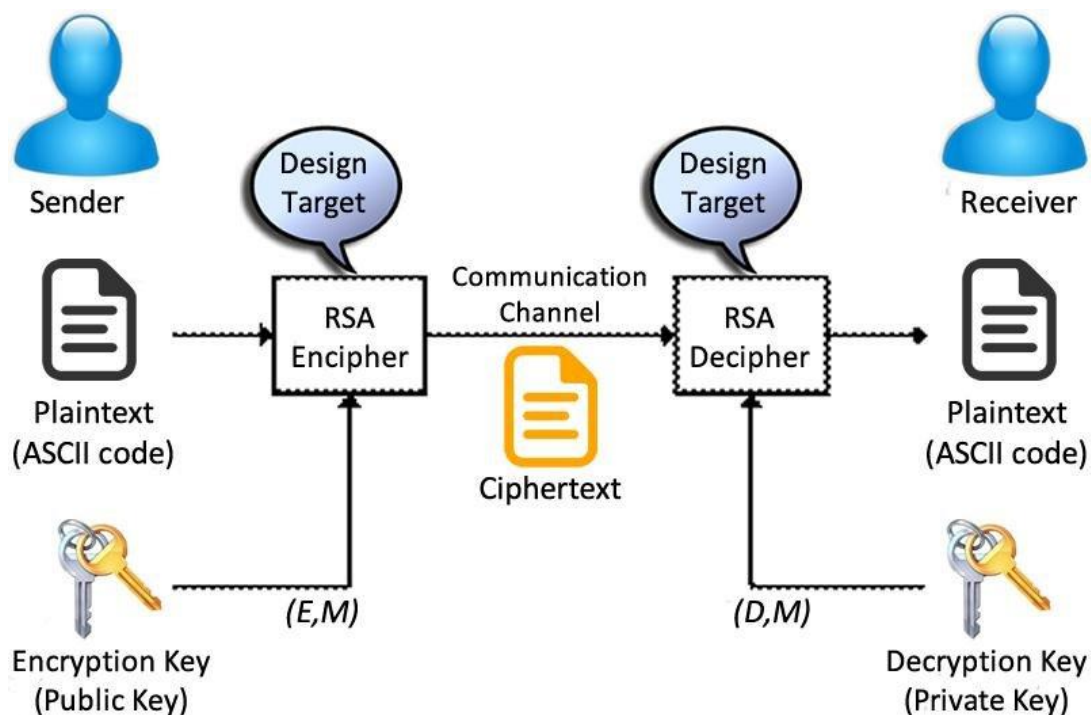 Sender
Design
Target
Design
Target
Receiver
RSA
Encipher
Communication
Channel
RSA
Decipher
Plaintext
(ASCII code)
Ciphertext
Plaintext
(ASCII code)
(E,M)
(D,M)
Encryption Key
(Public Key)
Decryption Key
(Private Key)